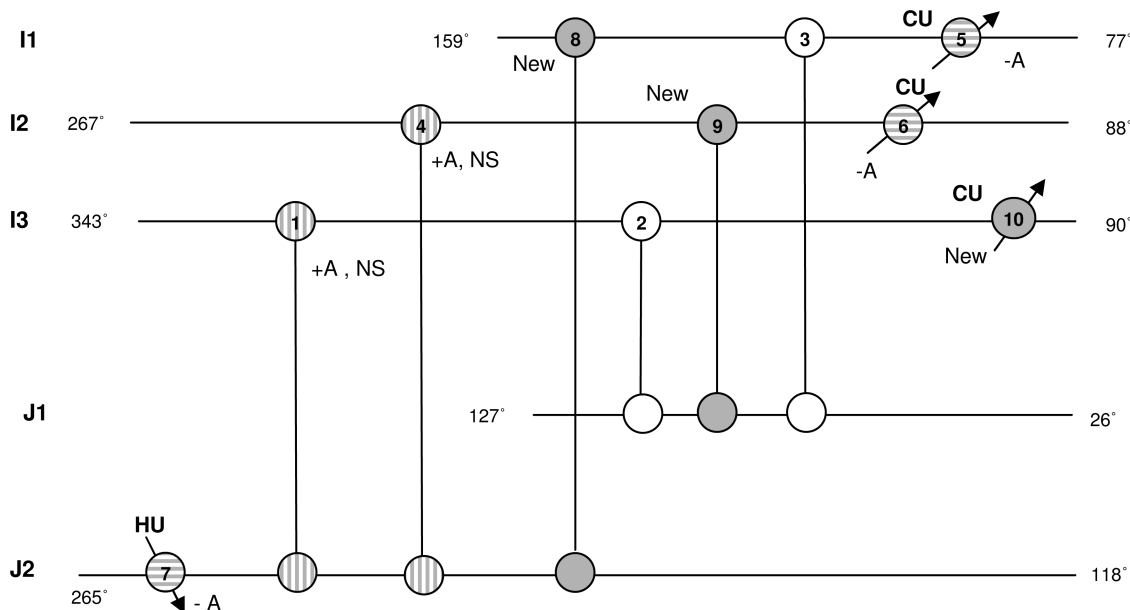 CU
I1 159° 8 3 5 77°
New -A
CU
New
I2 267° 4 9 6 88°
+A, NS -A
CU
I3 343° 1 2 10 90°
+A , NS New
J1 127° 26°
HU
J2 7 118°
265° - A